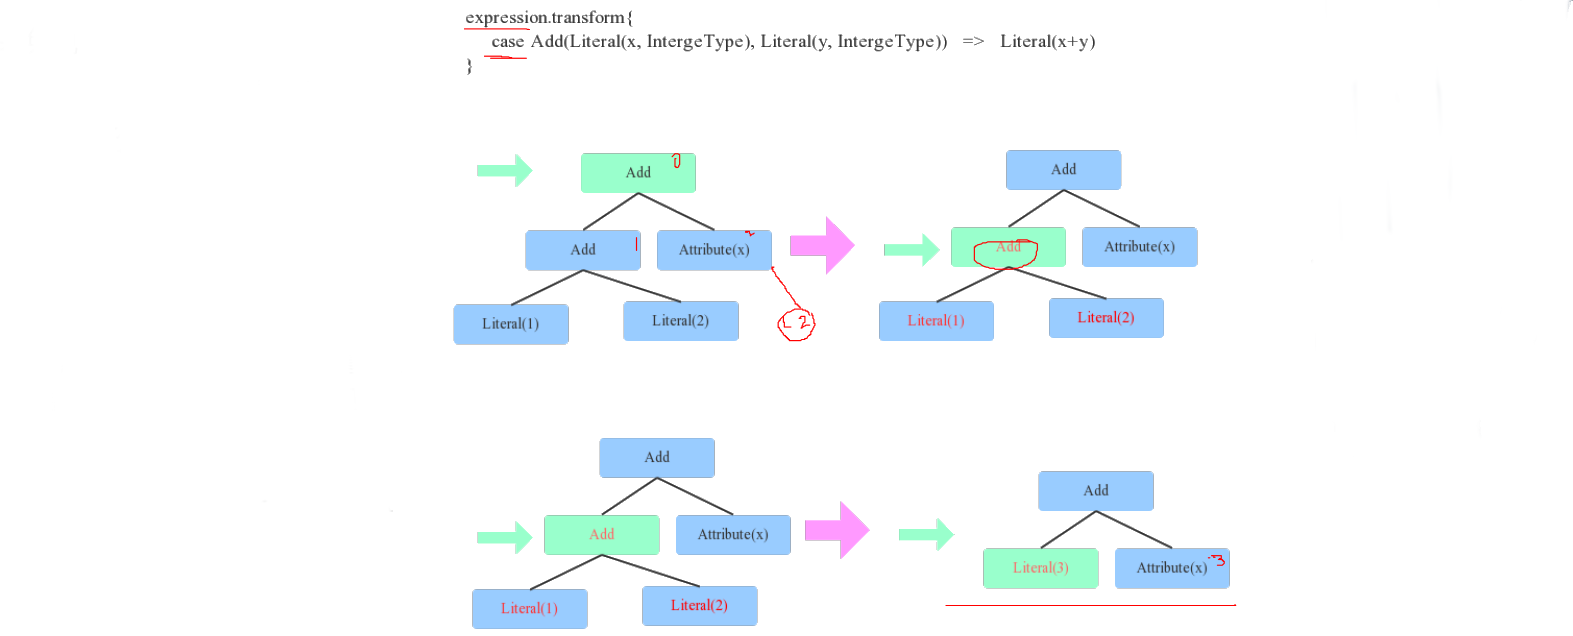 expression.transform{
case Add(Literal(x, IntergeType), Literal(y, IntergeType)) => Literal(x+y)
}
Add 0
Add 1
Attribute(x) 2
Literal(1)
Literal(2)
L2
Add
Add
Attribute(x)
Literal(1)
Literal(2)
Add
Add
Attribute(x)
Literal(1)
Literal(2)
Add
Literal(3)
Attribute(x) 3